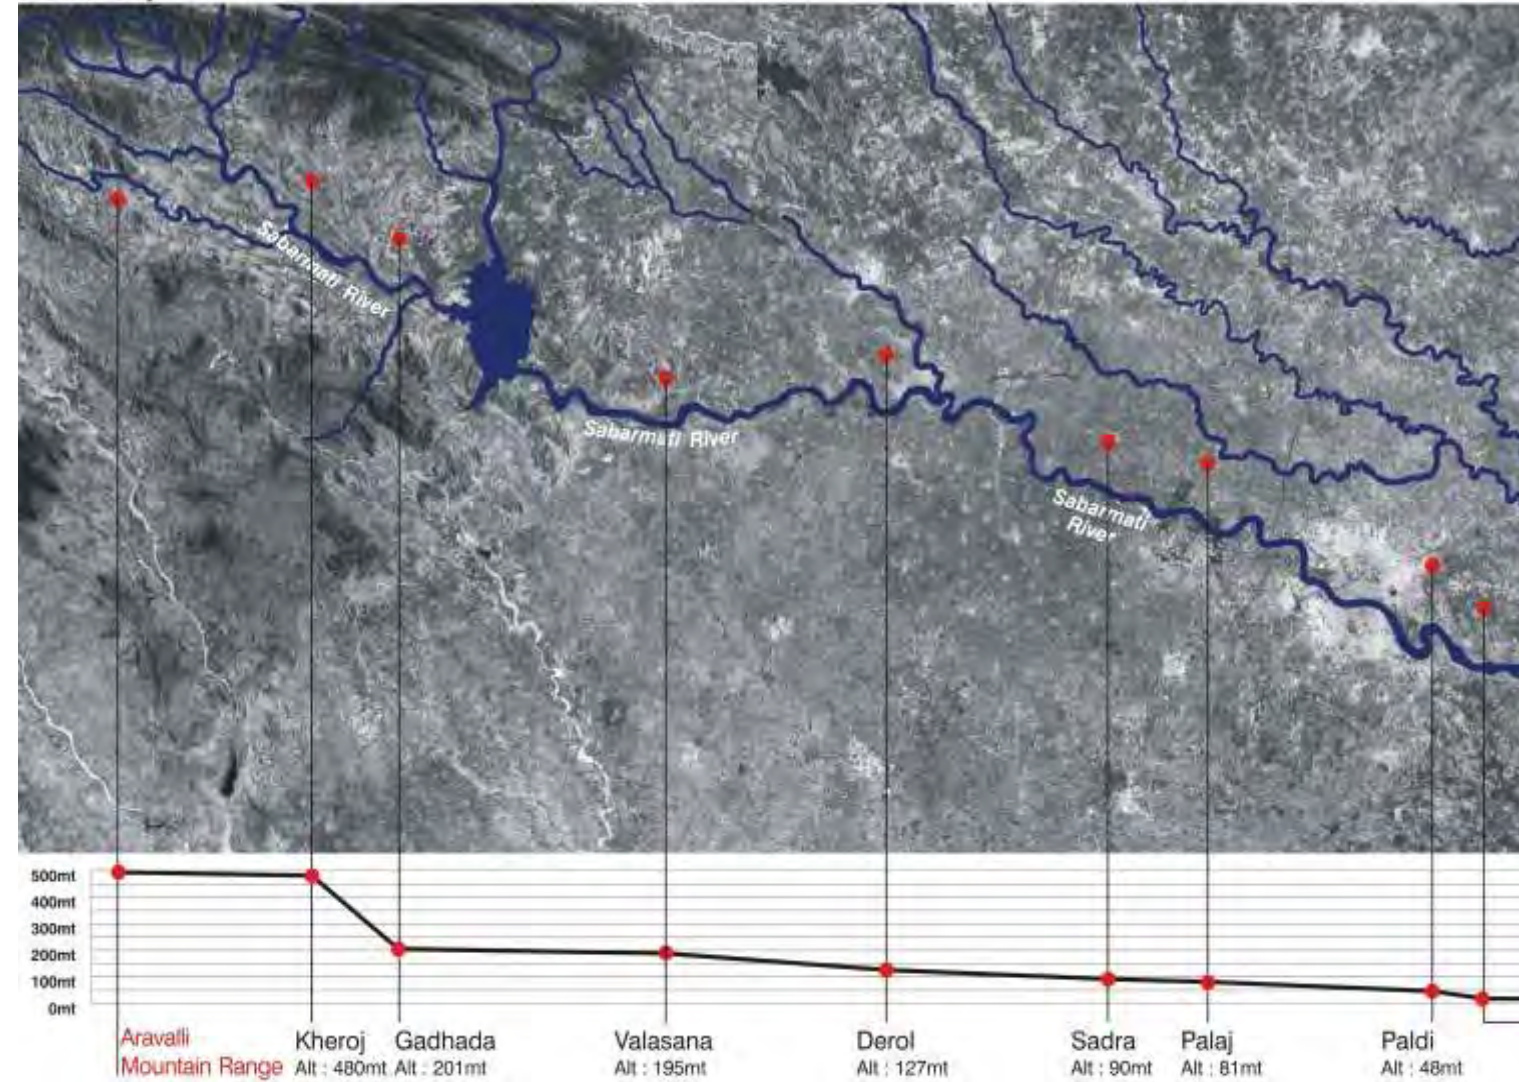 Sabarmati River
Sabarmati River
Sabarmati
River
500mt
400mt
300mt
200mt
100mt
0mt
Aravalli
Mountain Range
Kheroj
Alt : 480mt
Gadhada
Alt : 201mt
Valasana
Alt : 195mt
Derol
Alt : 127mt
Sadra
Alt : 90mt
Palaj
Alt : 81mt
Paldi
Alt : 48mt